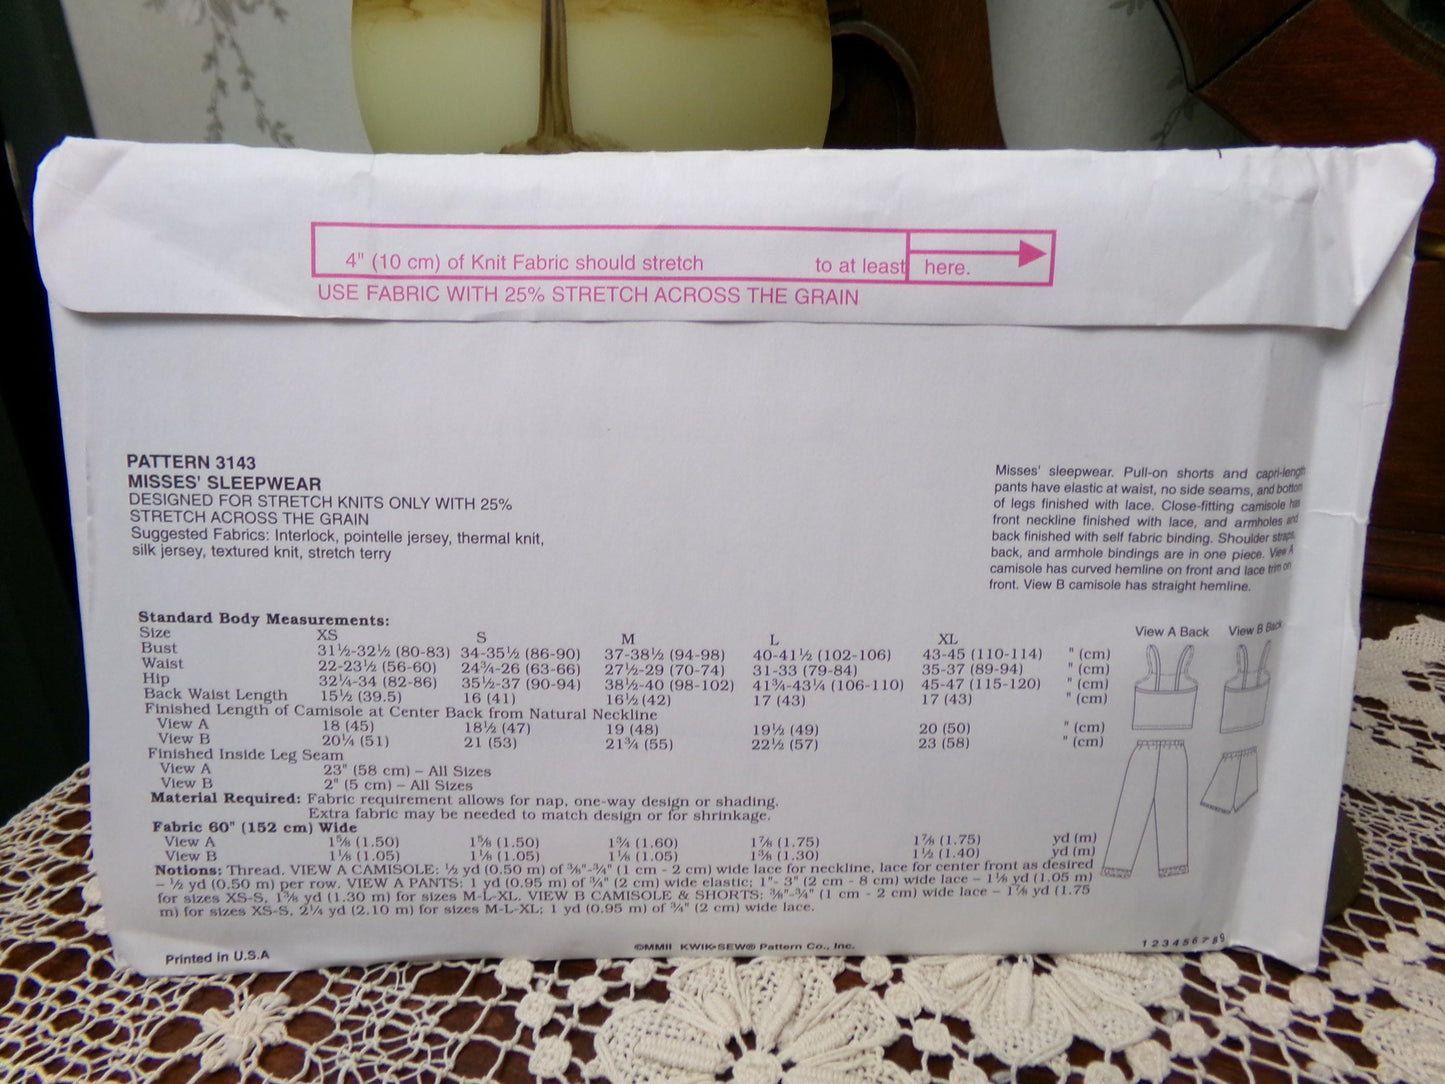 4" (10 cm) of Knit Fabric should stretch to at least here.
USE FABRIC WITH 25% STRETCH ACROSS THE GRAIN
PATTERN 3143
MISSES' SLEEPWEAR
DESIGNED FOR STRETCH KNITS ONLY WITH 25%
STRETCH ACROSS THE GRAIN
Suggested Fabrics: Interlock, pointelle jersey, thermal knit,
silk jersey, textured knit, stretch terry
Misses' sleepwear. Pull-on shorts and capri-length
pants have elastic at waist, no side seams, and bottom
of legs finished with lace. Close-fitting camisole has
front neckline finished with lace, and armholes and
back finished with self fabric binding. Shoulder straps,
back, and armhole bindings are in one piece. View A
camisole has curved hemline on front and lace trim on
front. View B camisole has straight hemline.
Standard Body Measurements:
Size XS S M L XL
Bust 31½-32½ (80-83) 34-35½ (86-90) 37-38½ (94-98) 40-41½ (102-106) 43-45 (110-114) " (cm)
Waist 22-23½ (56-60) 24¾-26 (63-66) 27½-29 (70-74) 31-33 (79-84) 35-37 (89-94) " (cm)
Hip 32¼-34 (82-86) 35½-37 (90-94) 38½-40 (98-102) 41¾-43¼ (106-110) 45-47 (115-120) " (cm)
Back Waist Length 15½ (39.5) 16 (41) 16½ (42) 17 (43) 17 (43) " (cm)
Finished Length of Camisole at Center Back from Natural Neckline
View A 18 (45) 18½ (47) 19 (48) 19½ (49) 20 (50) " (cm)
View B 20¼ (51) 21 (53) 21¾ (55) 22½ (57) 23 (58) " (cm)
Finished Inside Leg Seam
View A 23" (58 cm) – All Sizes
View B 2" (5 cm) – All Sizes
Material Required: Fabric requirement allows for nap, one-way design or shading.
Extra fabric may be needed to match design or for shrinkage.
Fabric 60" (152 cm) Wide
View A 1⅝ (1.50) 1⅝ (1.50) 1¾ (1.60) 1⅞ (1.75) 1⅞ (1.75) yd (m)
View B 1⅛ (1.05) 1⅛ (1.05) 1⅛ (1.05) 1⅜ (1.30) 1½ (1.40) yd (m)
Notions: Thread. VIEW A CAMISOLE: ½ yd (0.50 m) of ⅜"-¾" (1 cm - 2 cm) wide lace for neckline, lace for center front as desired
– ½ yd (0.50 m) per row. VIEW A PANTS: 1 yd (0.95 m) of ¾" (2 cm) wide elastic; 1"- 3" (2 cm - 8 cm) wide lace – 1⅛ yd (1.05 m)
for sizes XS-S, 1⅜ yd (1.30 m) for sizes M-L-XL. VIEW B CAMISOLE & SHORTS: ⅜"-¾" (1 cm - 2 cm) wide lace – 1⅞ yd (1.75
m) for sizes XS-S, 2¼ yd (2.10 m) for sizes M-L-XL; 1 yd (0.95 m) of ¾" (2 cm) wide lace.
View A Back View B Back
Printed in U.S.A
©MMII KWIK•SEW® Pattern Co., Inc.
1 2 3 4 5 6 7 8 9